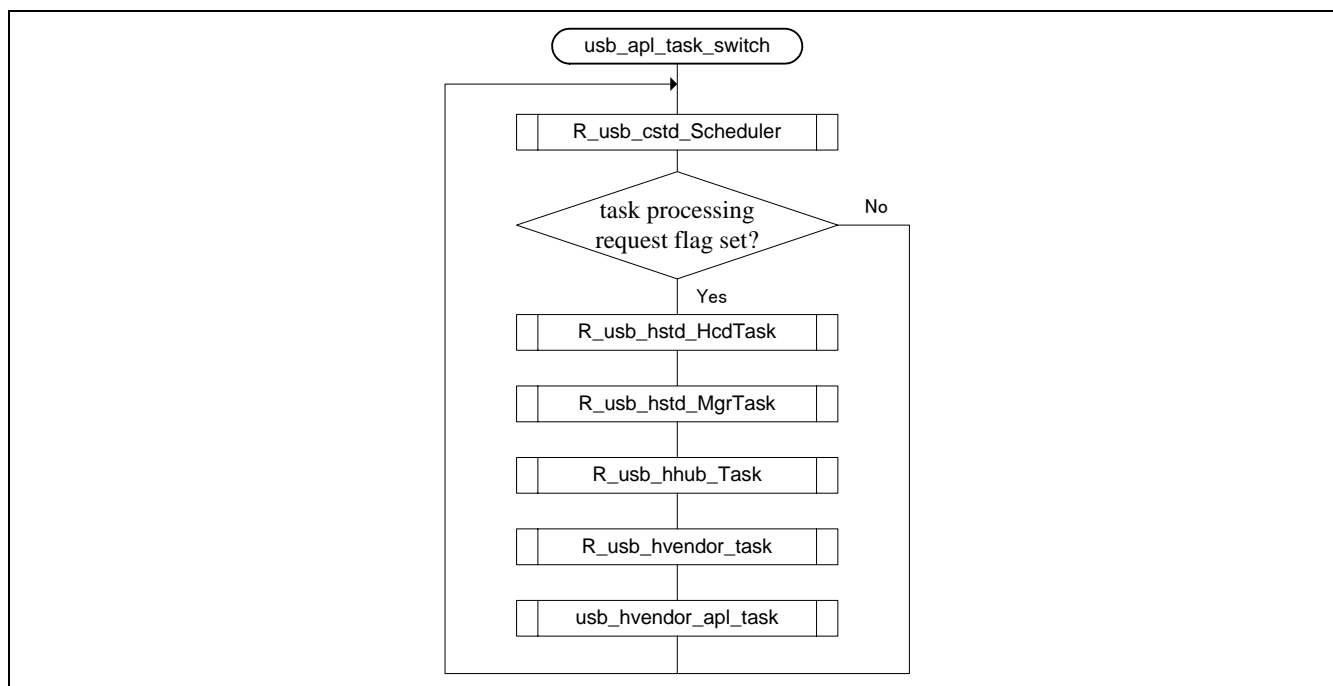 usb_apl_task_switch
R_usb_cstd_Scheduler
task processing
request flag set?
No
Yes
R_usb_hstd_HcdTask
R_usb_hstd_MgrTask
R_usb_hhub_Task
R_usb_hvendor_task
usb_hvendor_apl_task